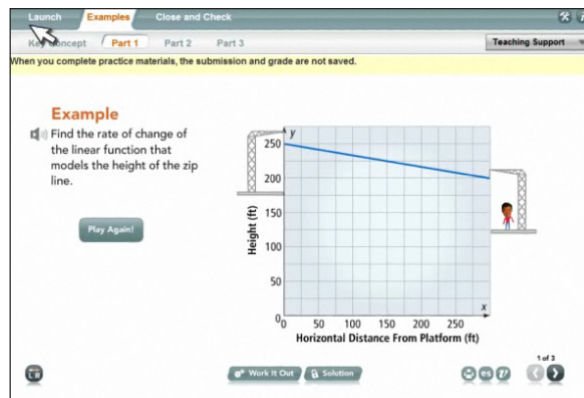 Launch Examples Close and Check
Key Concept Part 1 Part 2 Part 3 Teaching Support
When you complete practice materials, the submission and grade are not saved.
Example
Find the rate of change of
the linear function that
models the height of the zip
line.
Play Again!
y
250
200
150
100
50
0
Height (ft)
x
0 50 100 150 200 250
Horizontal Distance From Platform (ft)
1 of 3
Work It Out Solution
es